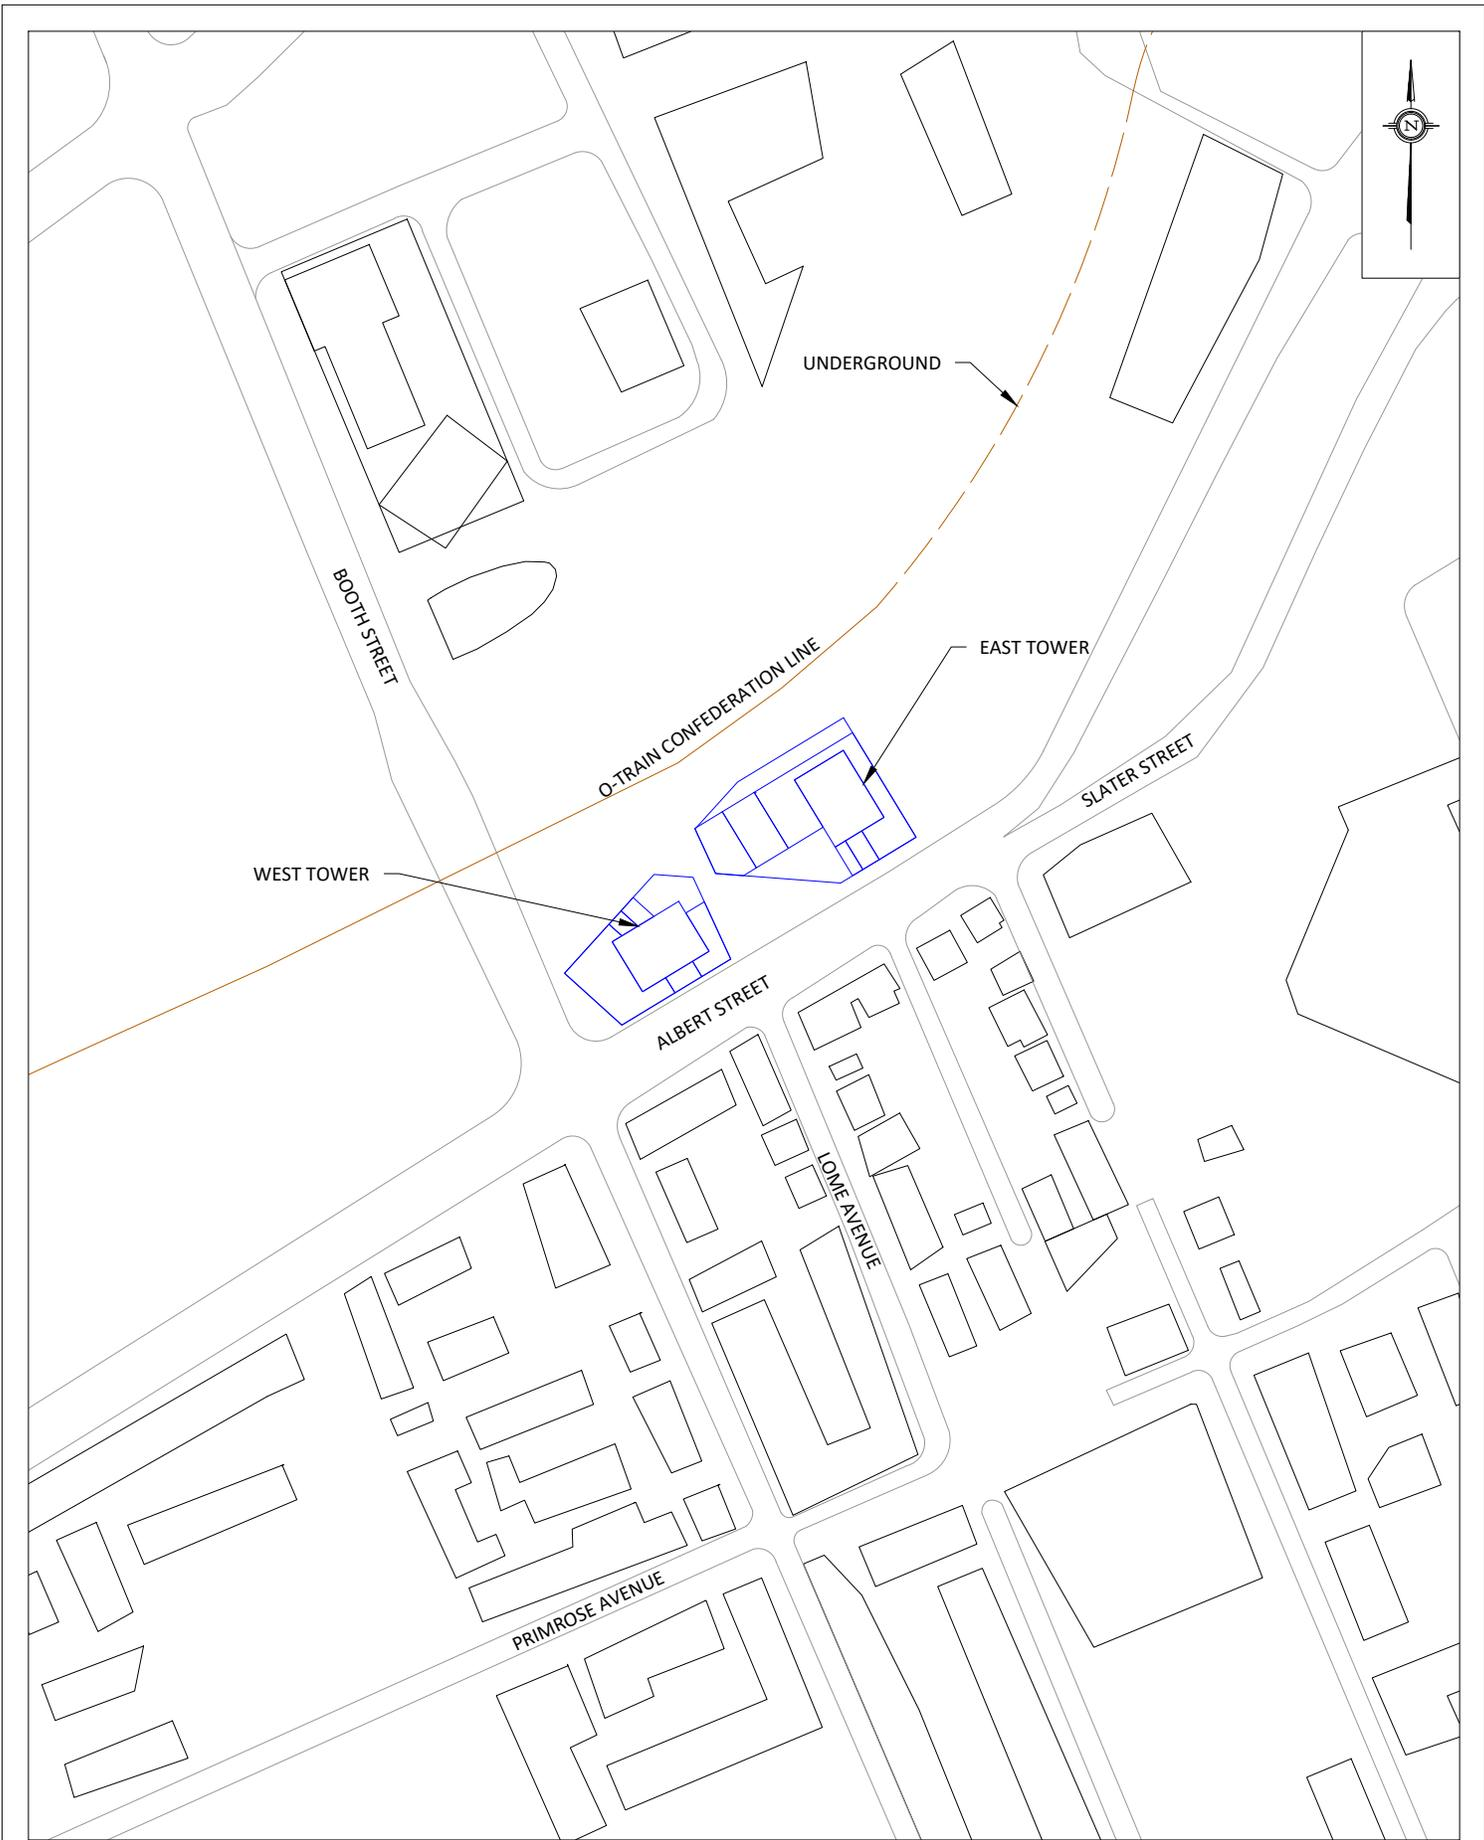 N
UNDERGROUND
BOOTH STREET
O-TRAIN CONFEDERATION LINE
EAST TOWER
SLATER STREET
WEST TOWER
ALBERT STREET
LOME AVENUE
PRIMROSE AVENUE